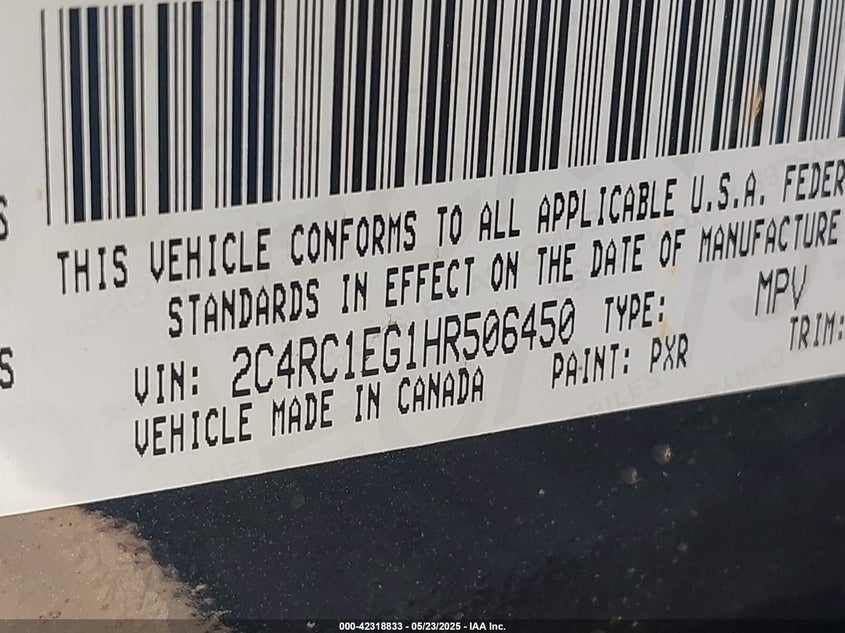 S
THIS VEHICLE CONFORMS TO ALL APPLICABLE U.S.A. FEDER
STANDARDS IN EFFECT ON THE DATE OF MANUFACTURE
S
VIN: 2C4RC1EG1HR506450 TYPE: MPV
VEHICLE MADE IN CANADA PAINT: PXR TRIM:
000-42318833 - 05/23/2025 - IAA Inc.